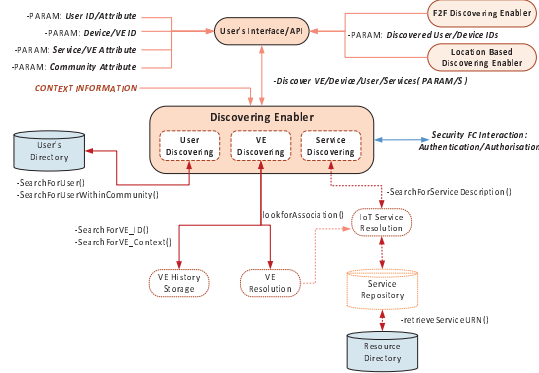 -PARAM: User ID/Attribute
-PARAM: Device/VE ID
-PARAM: Service/VE Attribute
-PARAM: Community Attribute
CONTEXT INFORMATION
User's Interface/API
F2F Discovering Enabler
-PARAM: Discovered User/Device IDs
Location Based
Discovering Enabler
-Discover VE/Device/User/Services( PARAM/S )
Discovering Enabler
User
Discovering
VE
Discovering
Service
Discovering
Security FC Interaction:
Authentication/Authorisation
User's
Directory
-SearchForUser()
-SearchForUserWithinCommunity()
-SearchForServiceDescription()
lookforAssociation()
-SearchForVE_ID()
-SearchForVE_Context()
IoT Service
Resolution
VE History
Storage
VE
Resolution
Service
Repository
-retrieveServiceURN()
Resource
Directory